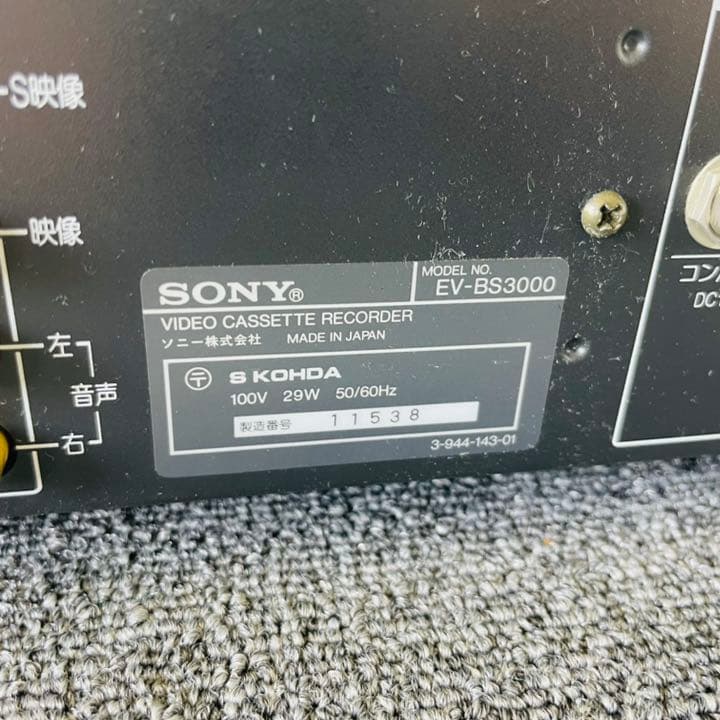 -S映像
映像
左
音声
右
SONY®
MODEL NO.
EV-BS3000
VIDEO CASSETTE RECORDER
ソニー株式会社 MADE IN JAPAN
〒 S KOHDA
100V 29W 50/60Hz
製造番号 11538
3-944-143-01
コン
DC